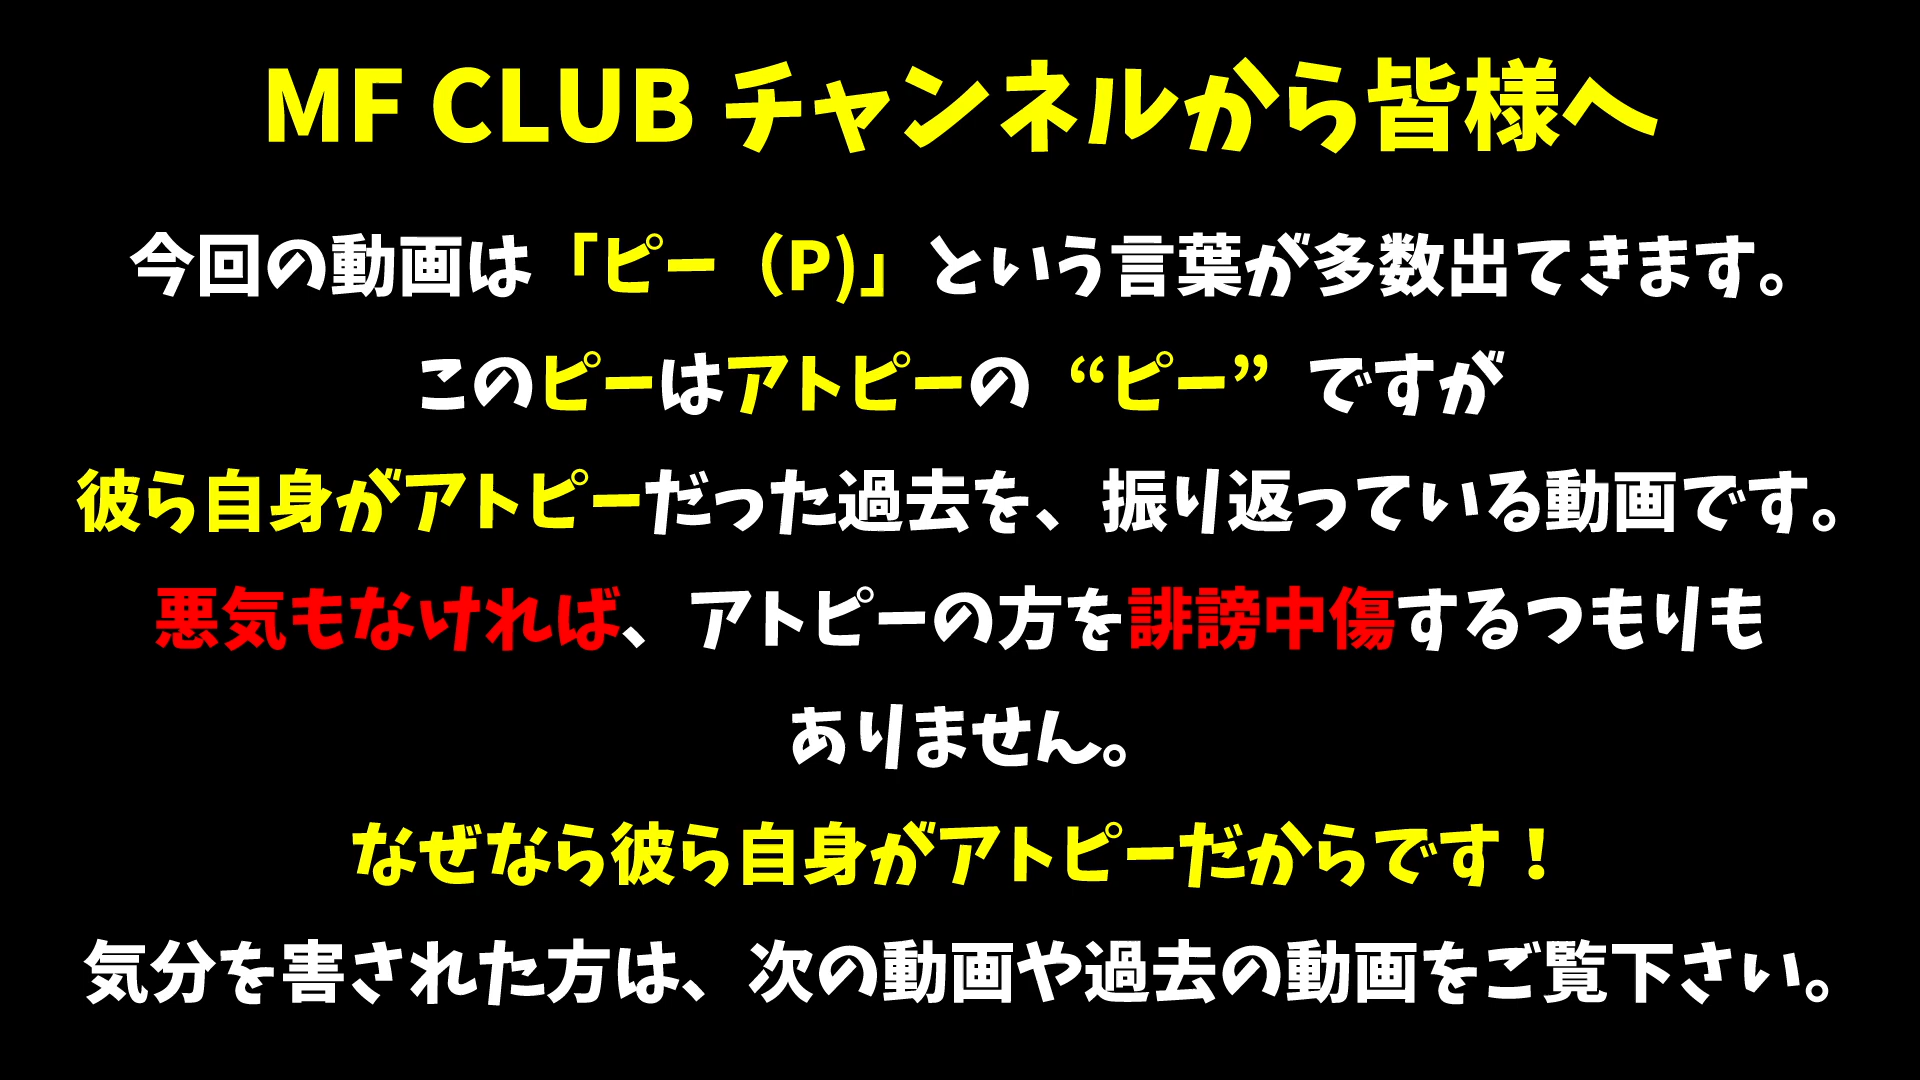 MF CLUB チャンネルから皆様へ
今回の動画は「ピー（P)」という言葉が多数出てきます。
このピーはアトピーの“ピー”ですが
彼ら自身がアトピーだった過去を、振り返っている動画です。
悪気もなければ、アトピーの方を誹謗中傷するつもりも
ありません。
なぜなら彼ら自身がアトピーだからです！
気分を害された方は、次の動画や過去の動画をご覧下さい。